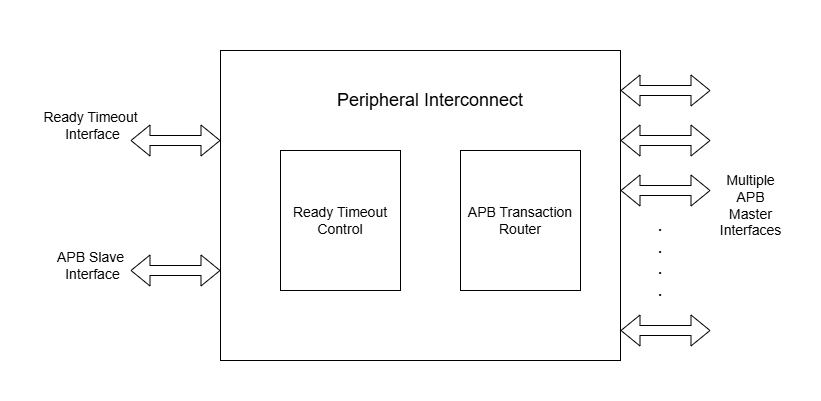 Peripheral Interconnect
Ready Timeout
Interface
Ready Timeout
Control
APB Transaction
Router
Multiple
APB
Master
Interfaces
APB Slave
Interface